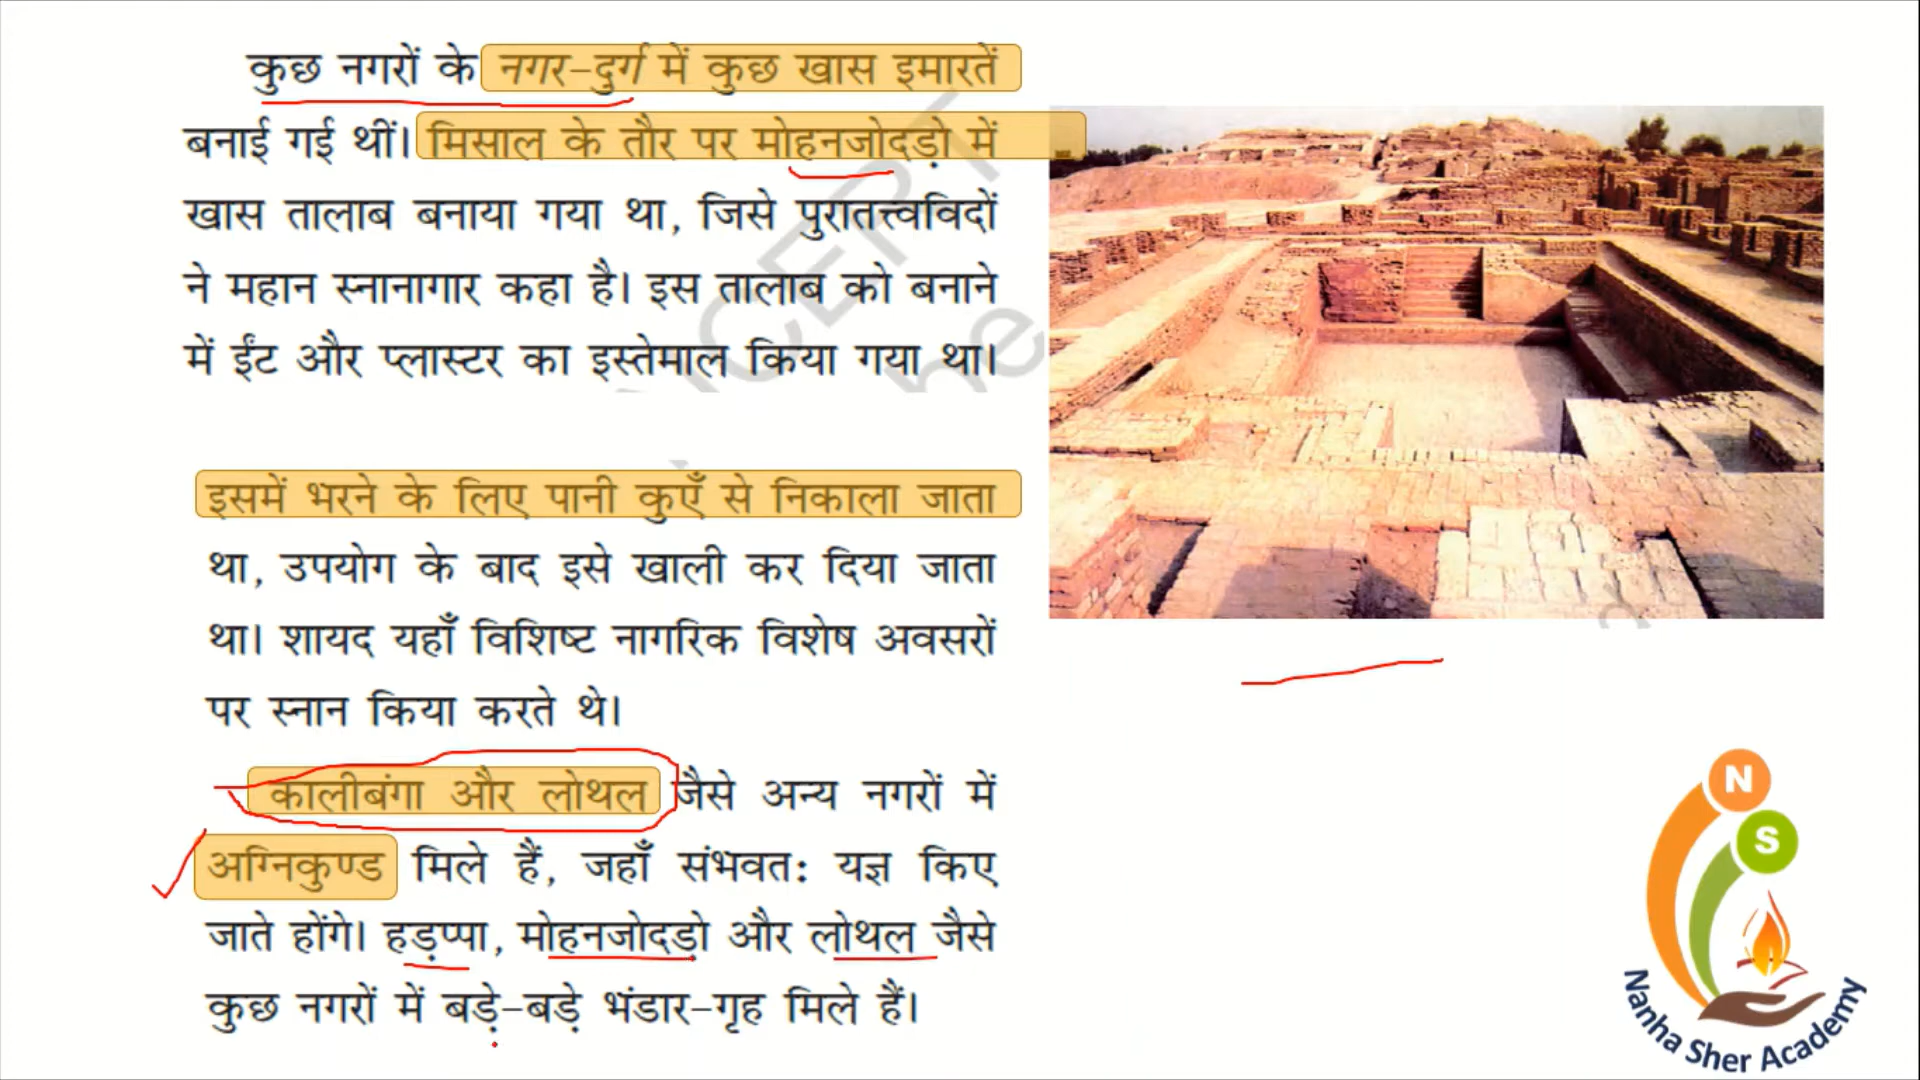 कुछ नगरों के नगर-दुर्ग में कुछ खास इमारतें
बनाई गई थीं। मिसाल के तौर पर मोहनजोदड़ो में
खास तालाब बनाया गया था, जिसे पुरातत्त्वविदों
ने महान स्नानागार कहा है। इस तालाब को बनाने
में ईंट और प्लास्टर का इस्तेमाल किया गया था।
इसमें भरने के लिए पानी कुएँ से निकाला जाता
था, उपयोग के बाद इसे खाली कर दिया जाता
था। शायद यहाँ विशिष्ट नागरिक विशेष अवसरों
पर स्नान किया करते थे।
कालीबंगा और लोथल जैसे अन्य नगरों में
अग्निकुण्ड मिले हैं, जहाँ संभवत: यज्ञ किए
जाते होंगे। हड़प्पा, मोहनजोदड़ो और लोथल जैसे
कुछ नगरों में बड़े-बड़े भंडार-गृह मिले हैं।
N
S
Nanha Sher Academy